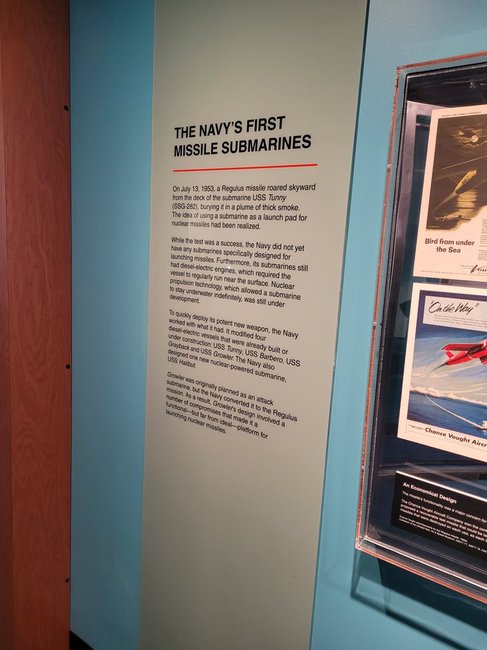 THE NAVY'S FIRST
MISSILE SUBMARINES
On July 13, 1953, a Regulus missile roared skyward
from the deck of the submarine USS Tunny
(SSG-282), burying it in a plume of thick smoke.
The idea of using a submarine as a launch pad for
nuclear missiles had been realized.
While the test was a success, the Navy did not yet
have any submarines specifically designed for
launching missiles. Furthermore, its submarines still
had diesel-electric engines, which required the
vessel to regularly run near the surface. Nuclear
propulsion technology, which allowed a submarine
to stay underwater indefinitely, was still under
development.
To quickly deploy its potent new weapon, the Navy
worked with what it had. It modified four
diesel-electric vessels that were already built or
under construction: USS Tunny, USS Barbero, USS
Grayback and USS Growler. The Navy also
designed one new nuclear-powered submarine,
USS Halibut.
Growler was originally planned as an attack
submarine, but the Navy converted it to the Regulus
mission. As a result, Growler's design involved a
number of compromises that made it a
functional—but far from ideal—platform for
launching nuclear missiles.
Bird from under
the Sea
"On the Way"
Chance Vought Aircr
An Economical Design
The missile's functionality was a major concern for